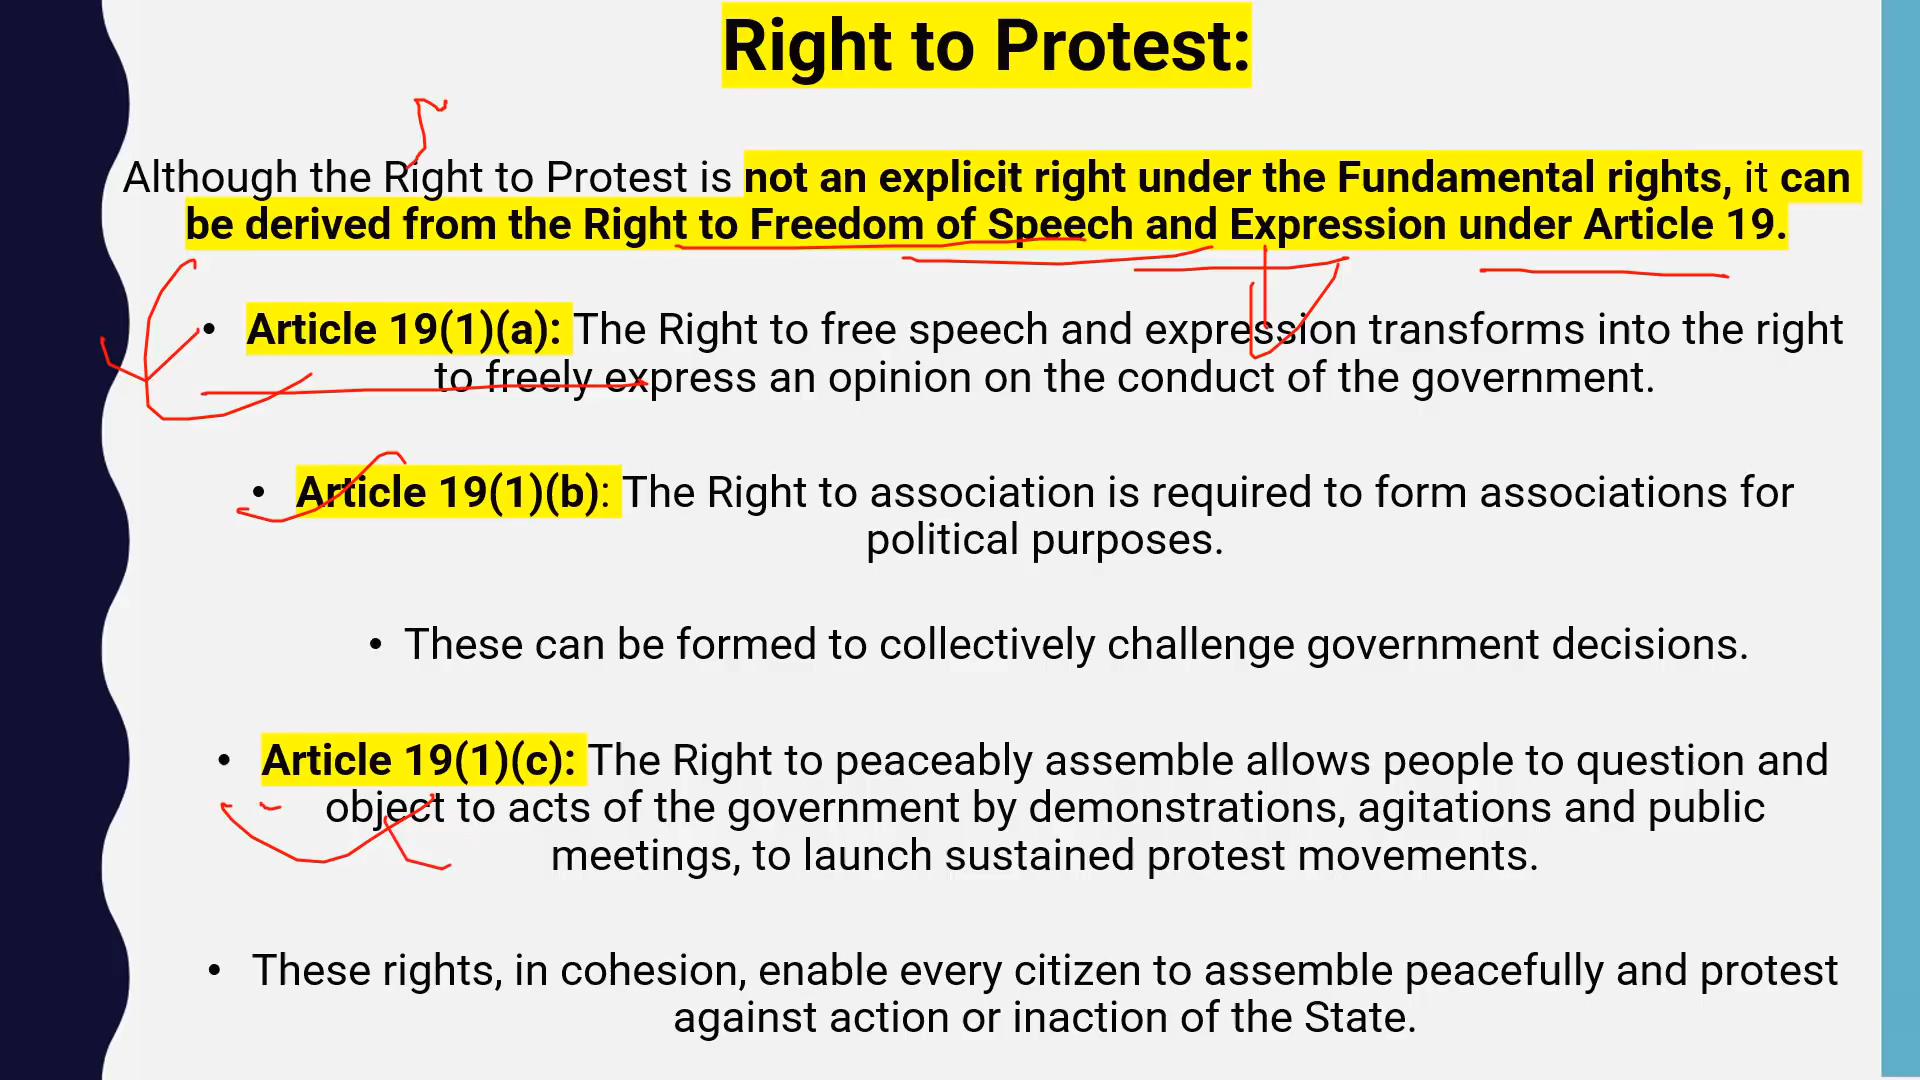 Right to Protest:
Although the Right to Protest is not an explicit right under the Fundamental rights, it can
be derived from the Right to Freedom of Speech and Expression under Article 19.
• Article 19(1)(a): The Right to free speech and expression transforms into the right
to freely express an opinion on the conduct of the government.
• Article 19(1)(b): The Right to association is required to form associations for
political purposes.
• These can be formed to collectively challenge government decisions.
• Article 19(1)(c): The Right to peaceably assemble allows people to question and
object to acts of the government by demonstrations, agitations and public
meetings, to launch sustained protest movements.
• These rights, in cohesion, enable every citizen to assemble peacefully and protest
against action or inaction of the State.